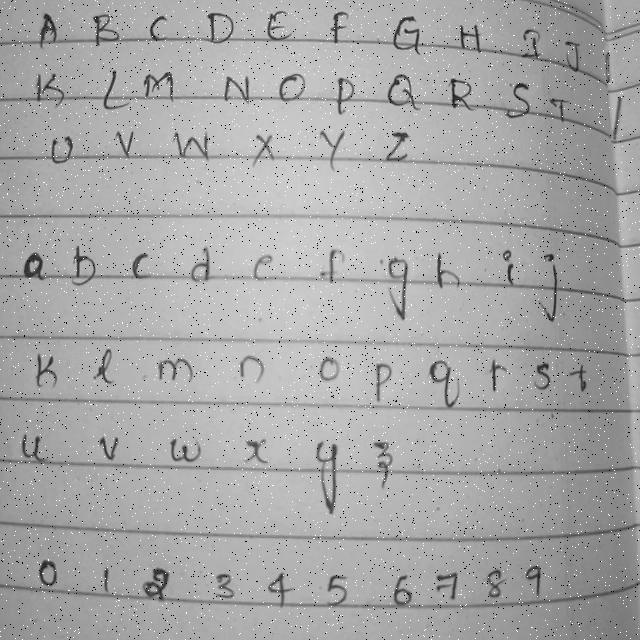 A B C D E F G H I J
K L M N O P Q R S T
U V W X Y Z
a b c d e f g h i j
k l m n o p q r s t
u v w x y z
0 1 2 3 4 5 6 7 8 9